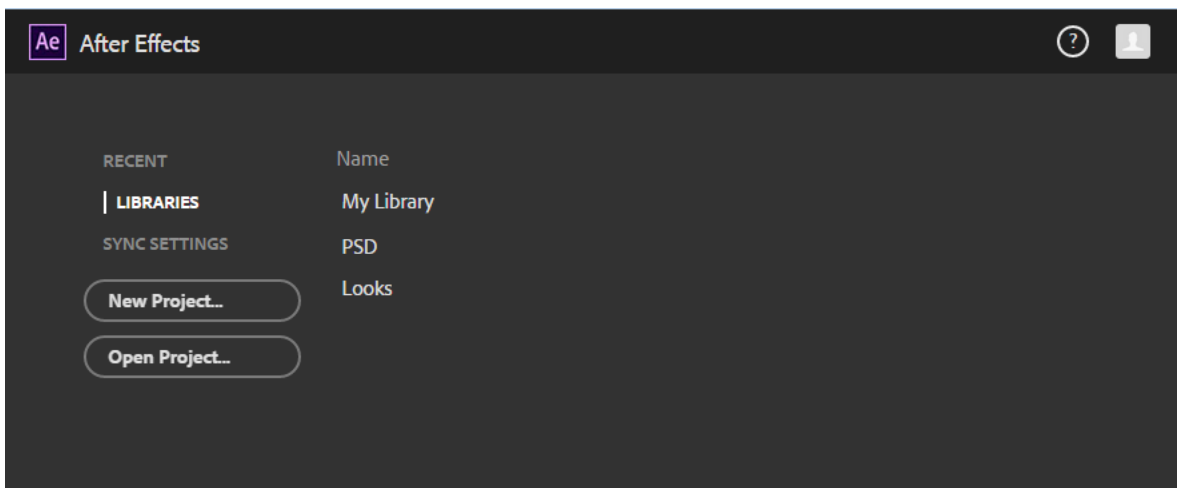 Ae After Effects ?
RECENT
LIBRARIES
SYNC SETTINGS
New Project...
Open Project...
Name
My Library
PSD
Looks